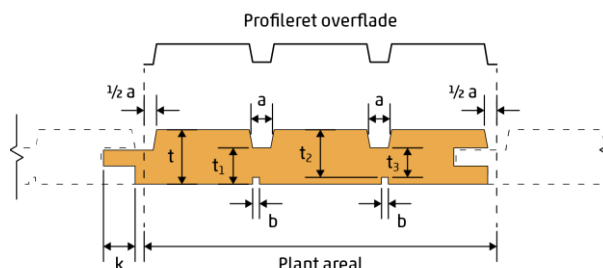 Profileret overflade
½ a
a
a
½ a
t
t₁
t₂
t₃
b
b
k
Plant areal